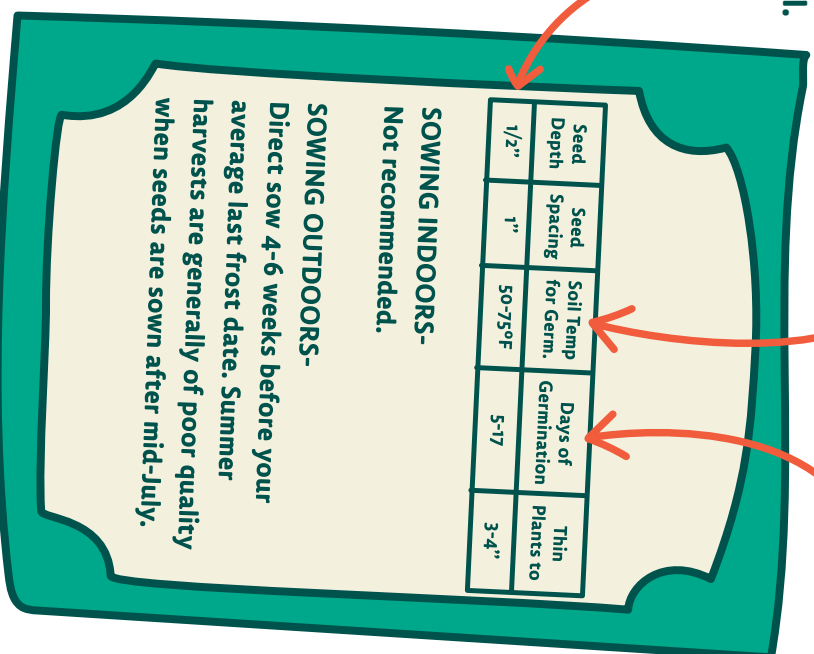 l.
Seed Depth | Seed Spacing | Soil Temp for Germ. | Days of Germination | Thin Plants to
1/2” | 1” | 50-75ºF | 5-17 | 3-4”
SOWING INDOORS-
Not recommended.
SOWING OUTDOORS-
Direct sow 4-6 weeks before your
average last frost date. Summer
harvests are generally of poor quality
when seeds are sown after mid-July.